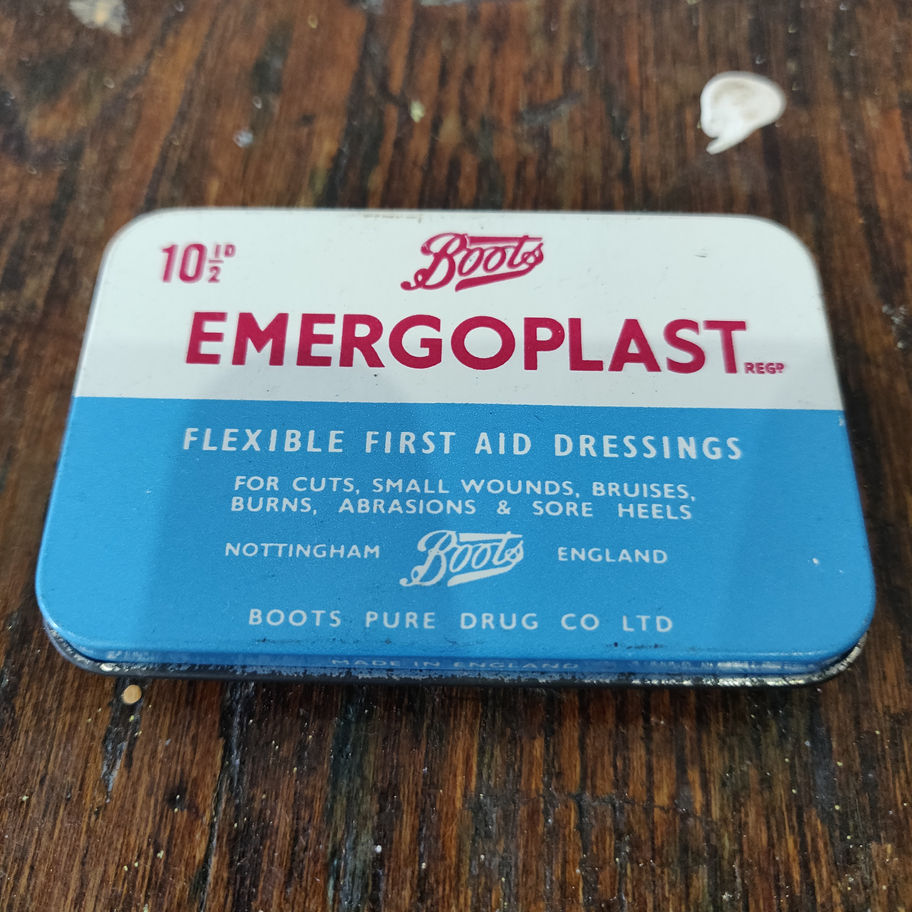 10½D Boots
EMERGOPLAST REGD
FLEXIBLE FIRST AID DRESSINGS
FOR CUTS, SMALL WOUNDS, BRUISES,
BURNS, ABRASIONS & SORE HEELS
NOTTINGHAM Boots ENGLAND
BOOTS PURE DRUG CO LTD
MADE IN ENGLAND